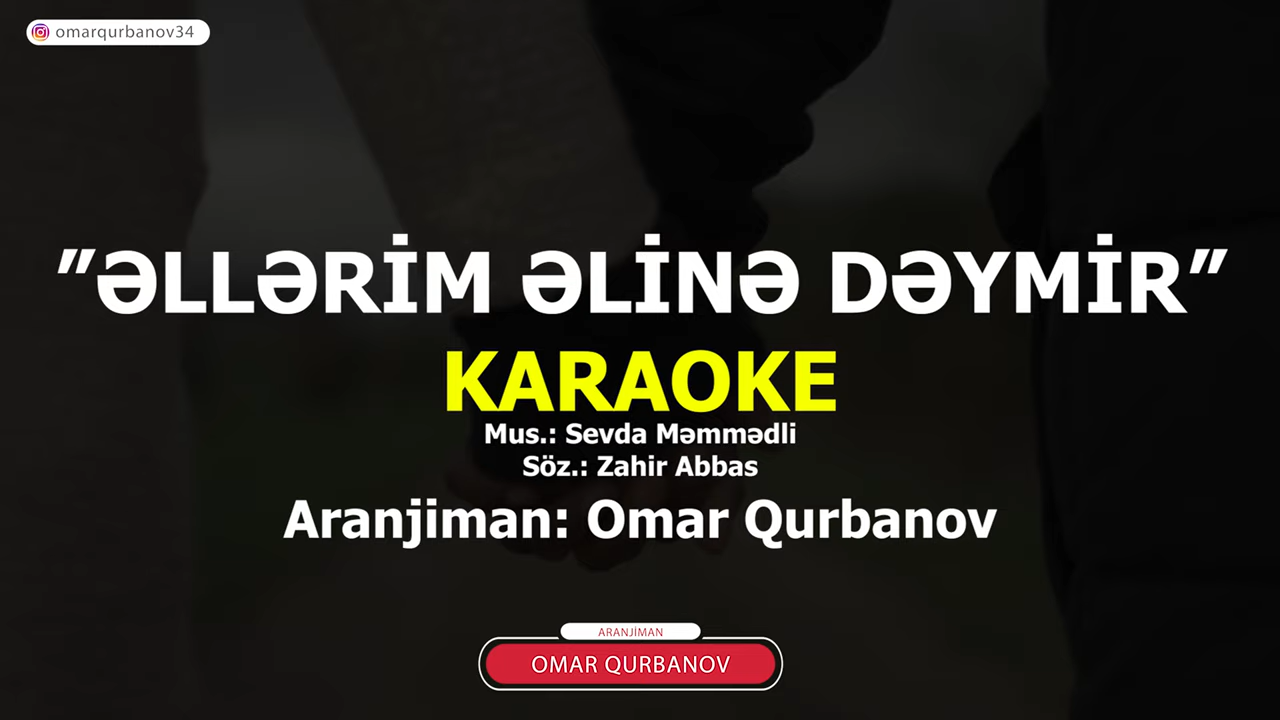 omarqurbanov34
”ƏLLƏRİM ƏLİNƏ DƏYMİR”
KARAOKE
Mus.: Sevda Məmmədli
Söz.: Zahir Abbas
Aranjiman: Omar Qurbanov
ARANJİMAN
OMAR QURBANOV